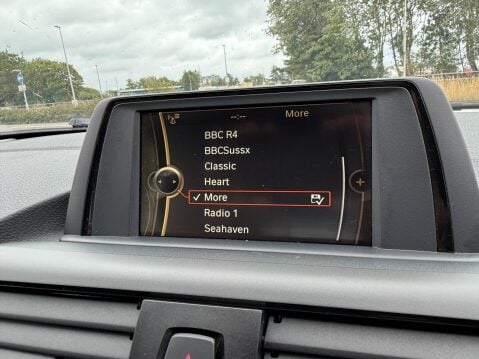 --:-- More
BBC R4
BBCSussx
Classic
Heart
✓ More
Radio 1
Seahaven